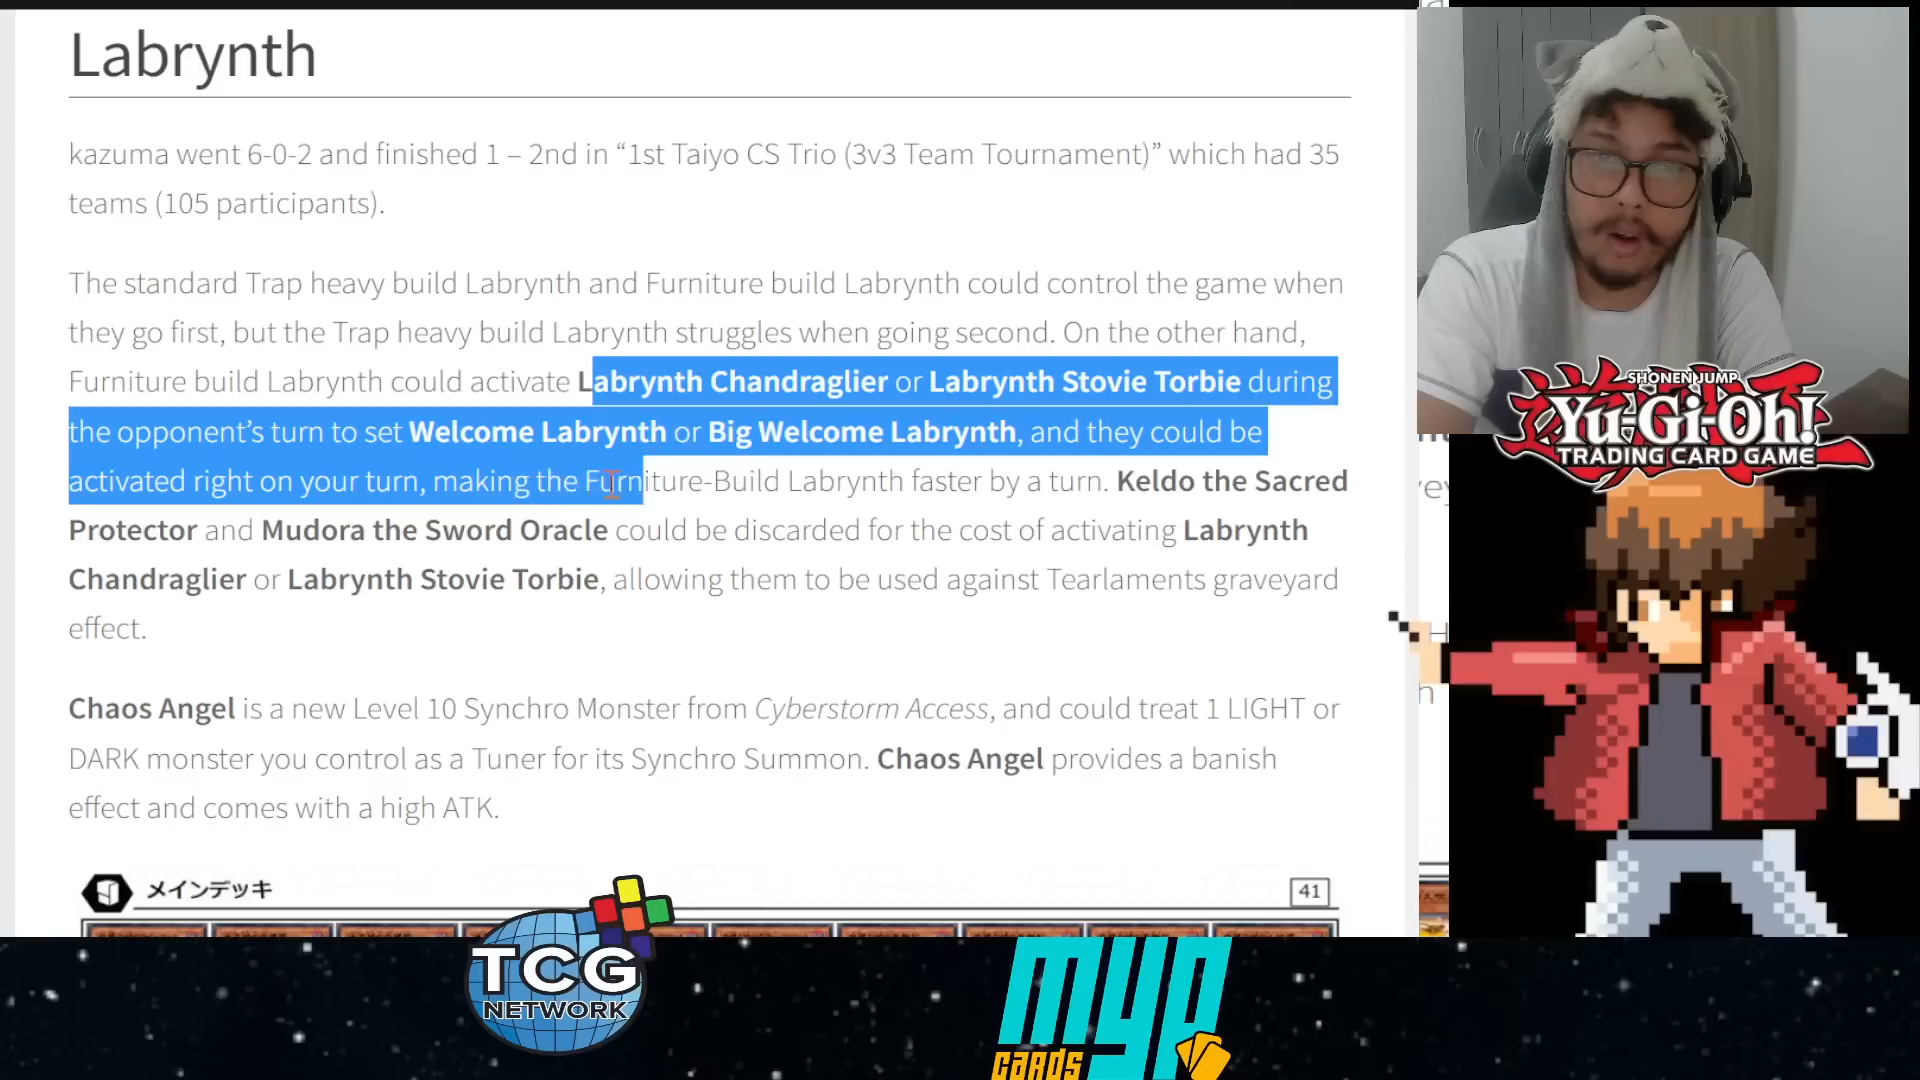 Labrynth
kazuma went 6-0-2 and finished 1 – 2nd in “1st Taiyo CS Trio (3v3 Team Tournament)” which had 35
teams (105 participants).
The standard Trap heavy build Labrynth and Furniture build Labrynth could control the game when
they go first, but the Trap heavy build Labrynth struggles when going second. On the other hand,
Furniture build Labrynth could activate Labrynth Chandraglier or Labrynth Stovie Torbie during
the opponent’s turn to set Welcome Labrynth or Big Welcome Labrynth, and they could be
activated right on your turn, making the Furniture-Build Labrynth faster by a turn. Keldo the Sacred
Protector and Mudora the Sword Oracle could be discarded for the cost of activating Labrynth
Chandraglier or Labrynth Stovie Torbie, allowing them to be used against Tearlaments graveyard
effect.
Chaos Angel is a new Level 10 Synchro Monster from Cyberstorm Access, and could treat 1 LIGHT or
DARK monster you control as a Tuner for its Synchro Summon. Chaos Angel provides a banish
effect and comes with a high ATK.
メインデッキ
41
SHONEN JUMP
Yu-Gi-Oh!
TRADING CARD GAME
TCG
NETWORK
myp
CARDS